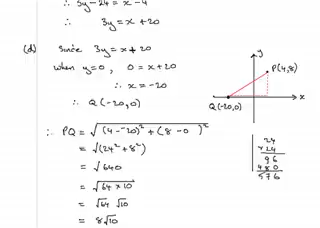 ∴ 3y-24 = x-4
∴ 3y = x+20
(d) Since 3y = x+20
when y=0, 0 = x+20
∴ x = -20
∴ Q(-20,0)
∴ PQ = √((4--20)² + (8-0)²)
= √(24²+8²)
= √640
= √(64×10)
= √64 √10
= 8√10
y
P(4,8)
x
Q(-20,0)
24
×24
96
480
576